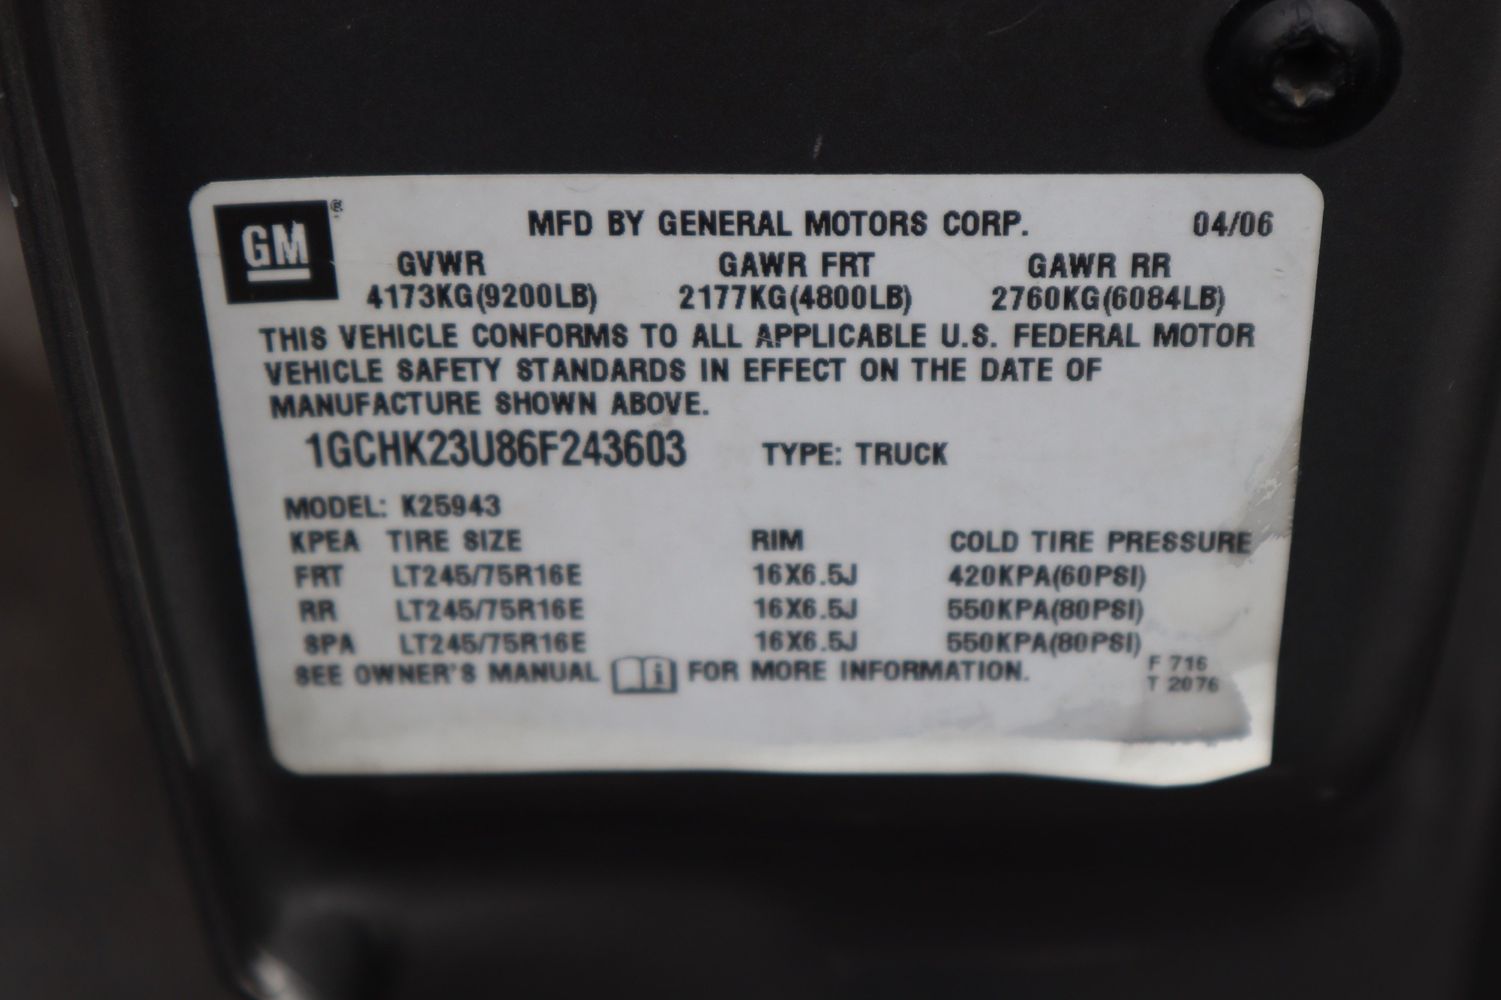 GM® MFD BY GENERAL MOTORS CORP. 04/06
GVWR GAWR FRT GAWR RR
4173KG(9200LB) 2177KG(4800LB) 2760KG(6084LB)
THIS VEHICLE CONFORMS TO ALL APPLICABLE U.S. FEDERAL MOTOR
VEHICLE SAFETY STANDARDS IN EFFECT ON THE DATE OF
MANUFACTURE SHOWN ABOVE.
1GCHK23U86F243603 TYPE: TRUCK
MODEL: K25943
KPEA TIRE SIZE RIM COLD TIRE PRESSURE
FRT LT245/75R16E 16X6.5J 420KPA(60PSI)
RR LT245/75R16E 16X6.5J 550KPA(80PSI)
SPA LT245/75R16E 16X6.5J 550KPA(80PSI)
SEE OWNER'S MANUAL i FOR MORE INFORMATION.
F 716
T 2076